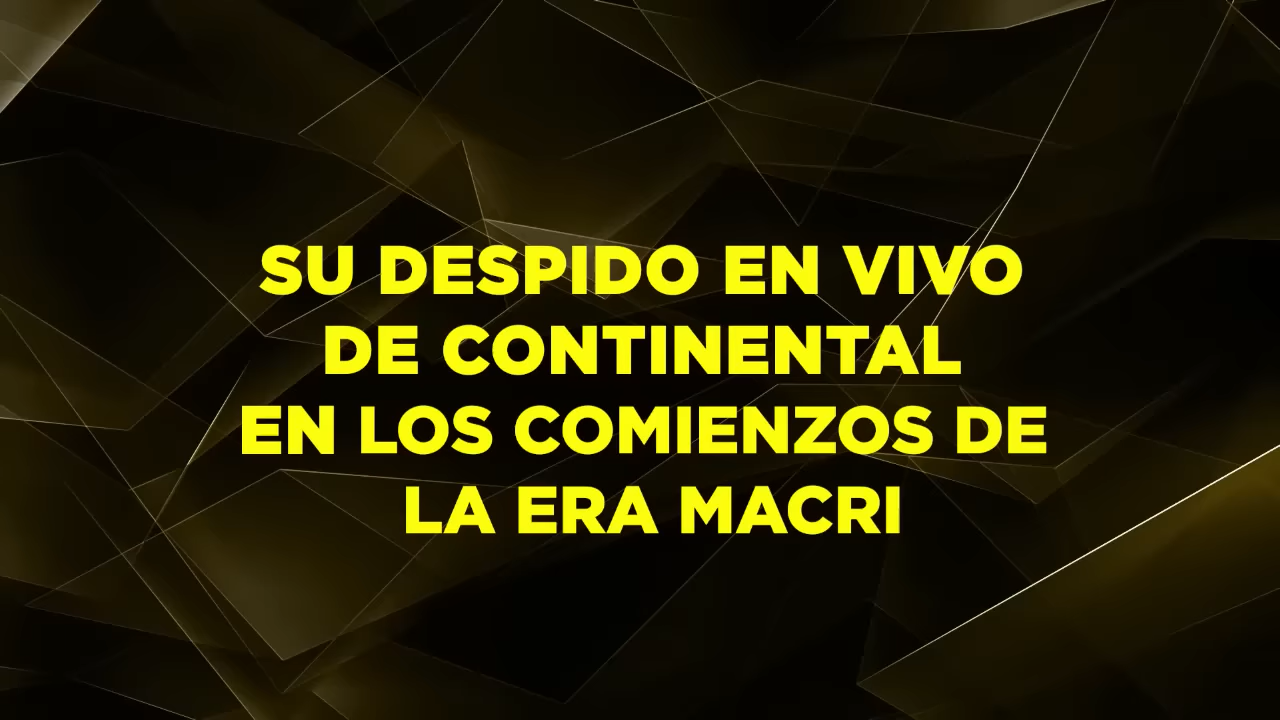 SU DESPIDO EN VIVO
DE CONTINENTAL
EN LOS COMIENZOS DE
LA ERA MACRI